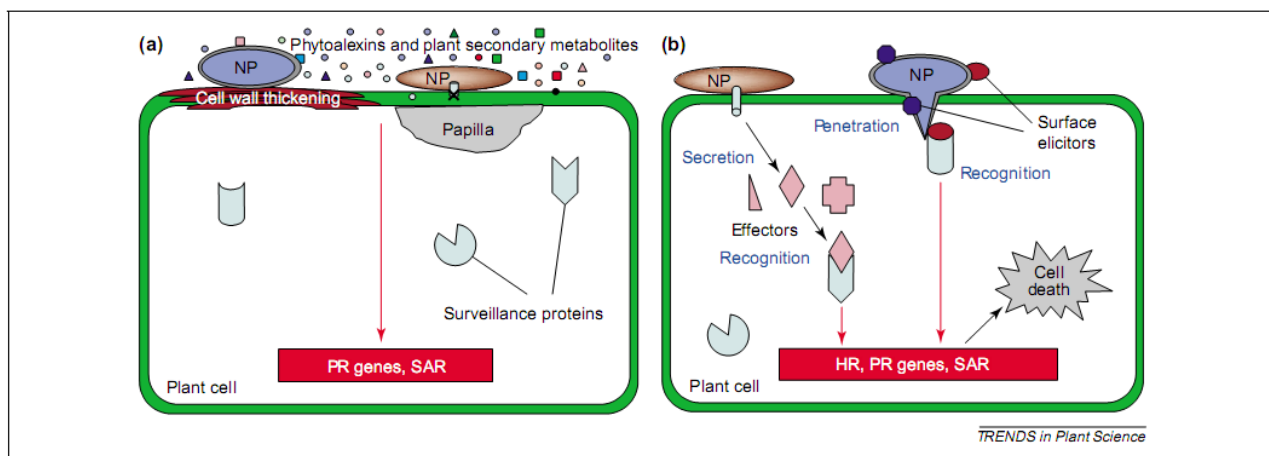 (a)
Phytoalexins and plant secondary metabolites
NP
NP
Cell wall thickening
Papilla
Surveillance proteins
PR genes, SAR
Plant cell
(b)
NP
NP
Penetration
Surface
elicitors
Secretion
Recognition
Effectors
Recognition
Cell
death
HR, PR genes, SAR
Plant cell
TRENDS in Plant Science